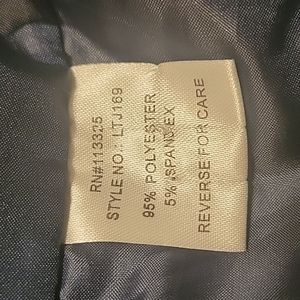 RN#113325
STYLE NO.: LTJ169
95% POLYESTER
5% SPANDEX
REVERSE FOR CARE